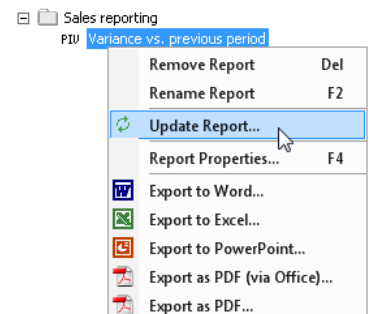 Sales reporting
PIV Variance vs. previous period
Remove Report Del
Rename Report F2
Update Report...
Report Properties... F4
Export to Word...
Export to Excel...
Export to PowerPoint...
Export as PDF (via Office)...
Export as PDF...